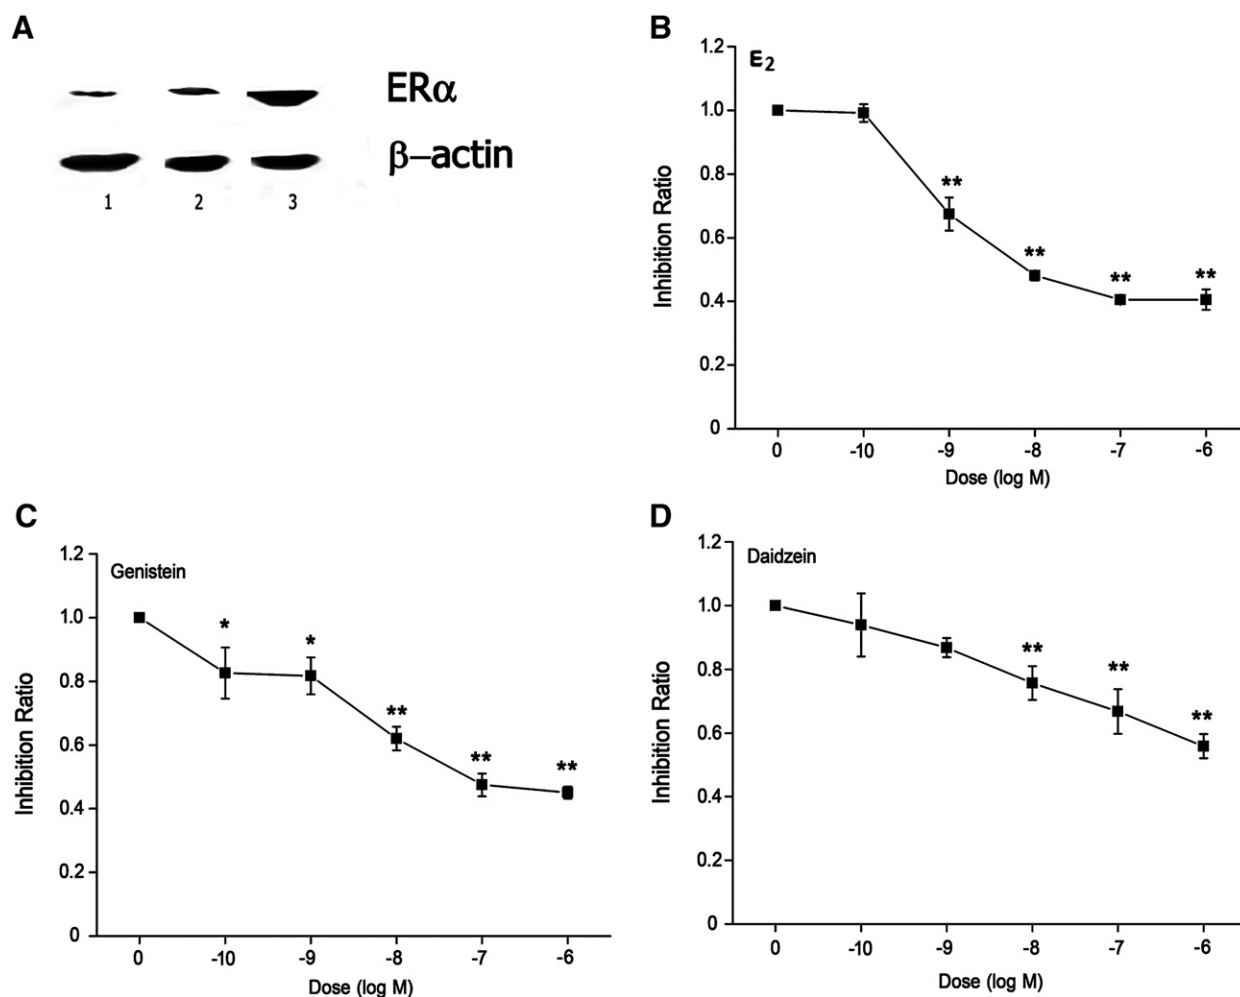 A
ERα
β–actin
1 2 3
B
E2
1.2
1.0
0.8
0.6
0.4
0.2
0
Inhibition Ratio
** ** ** **
0 -10 -9 -8 -7 -6
Dose (log M)
C
Genistein
1.2
1.0
0.8
0.6
0.4
0.2
0
Inhibition Ratio
* * ** ** **
0 -10 -9 -8 -7 -6
Dose (log M)
D
Daidzein
1.2
1.0
0.8
0.6
0.4
0.2
0
Inhibition Ratio
** ** **
0 -10 -9 -8 -7 -6
Dose (log M)